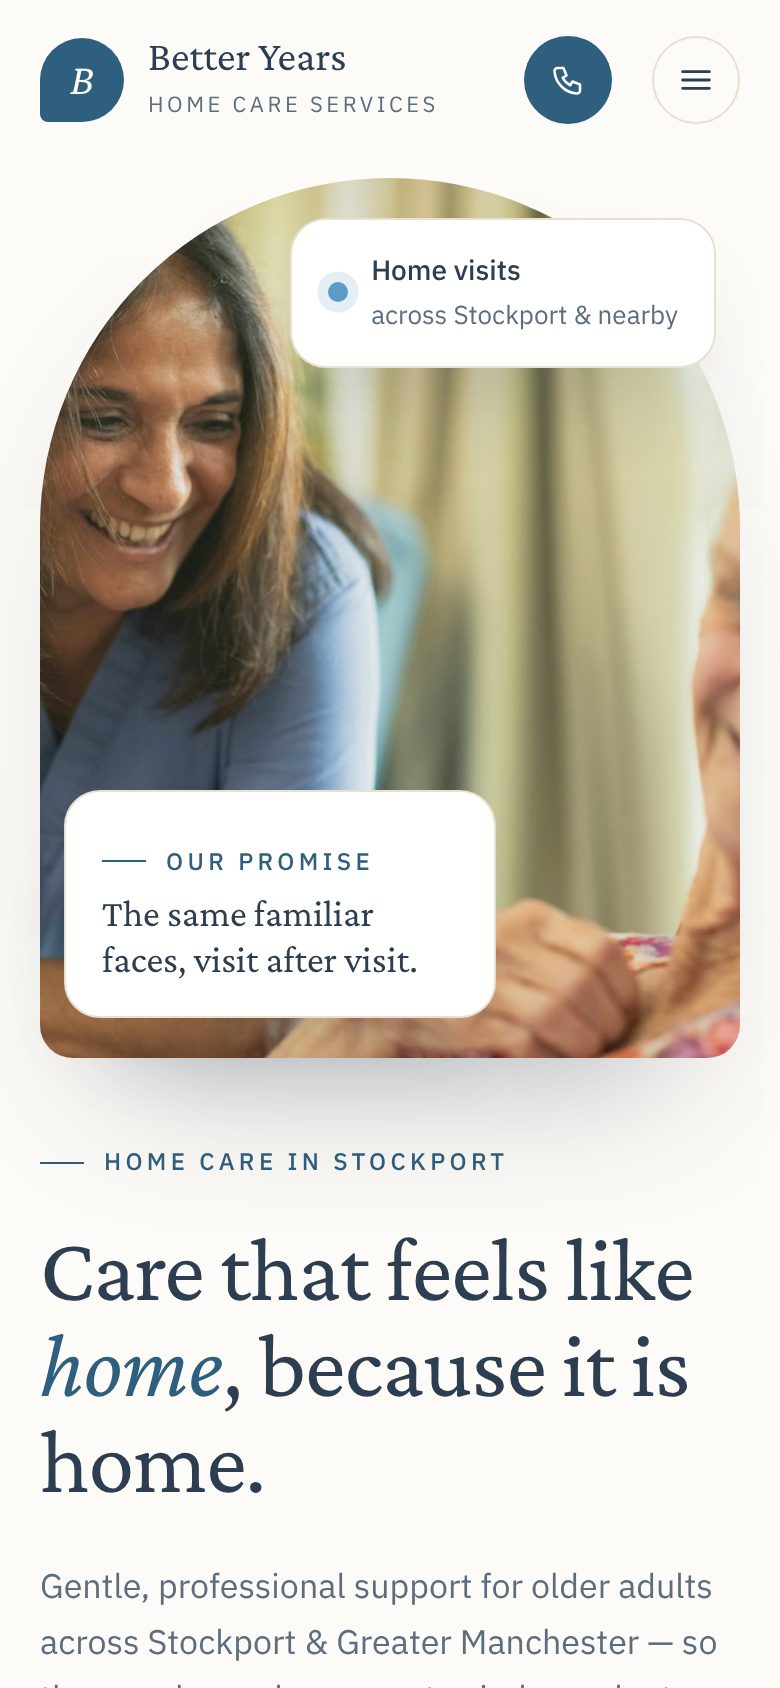 B
Better Years
HOME CARE SERVICES
Home visits
across Stockport & nearby
OUR PROMISE
The same familiar
faces, visit after visit.
HOME CARE IN STOCKPORT
Care that feels like
home, because it is
home.
Gentle, professional support for older adults
across Stockport & Greater Manchester — so